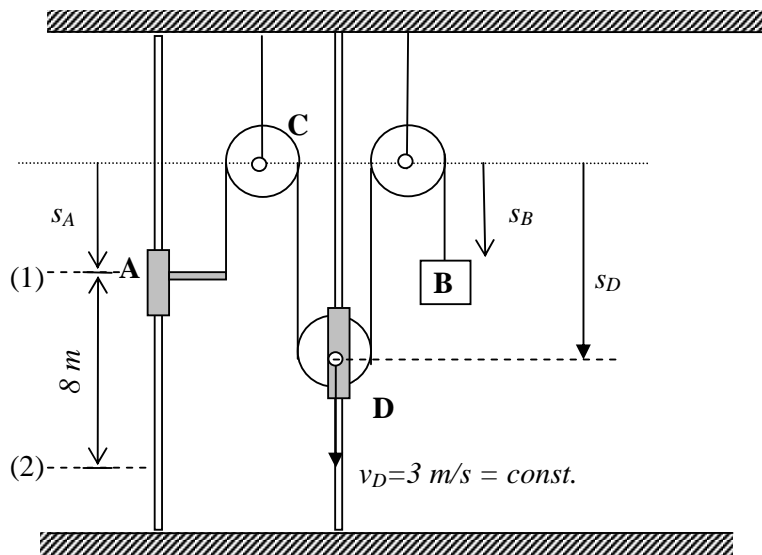 C
s_A
s_B
A
(1)
B
s_D
8 m
D
(2)
v_D=3 m/s = const.